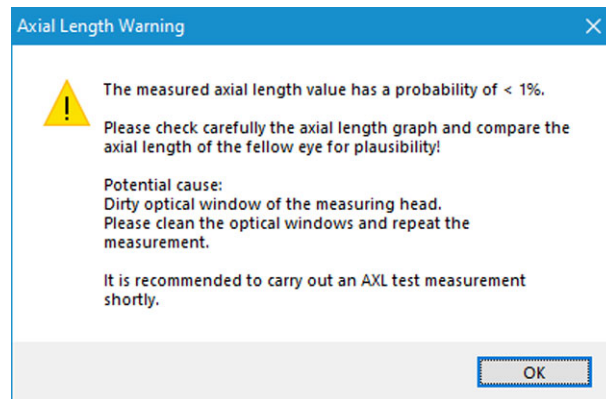 Axial Length Warning
The measured axial length value has a probability of < 1%.
Please check carefully the axial length graph and compare the
axial length of the fellow eye for plausibility!
Potential cause:
Dirty optical window of the measuring head.
Please clean the optical windows and repeat the
measurement.
It is recommended to carry out an AXL test measurement
shortly.
OK